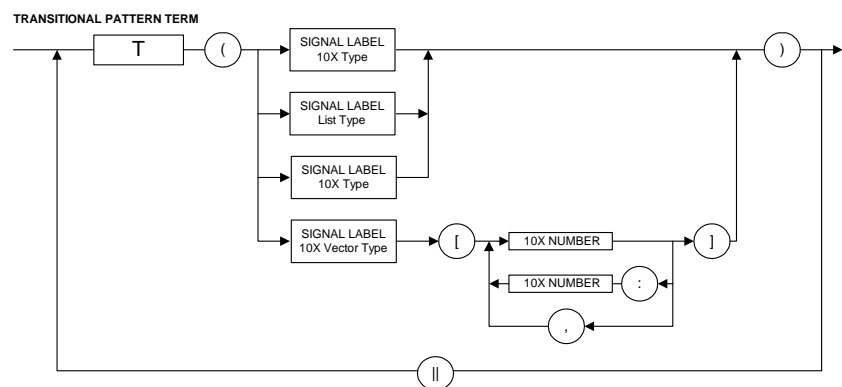 TRANSITIONAL PATTERN TERM
T
(
SIGNAL LABEL
10X Type
)
SIGNAL LABEL
List Type
SIGNAL LABEL
10X Type
SIGNAL LABEL
10X Vector Type
[
10X NUMBER
]
10X NUMBER
:
,
||